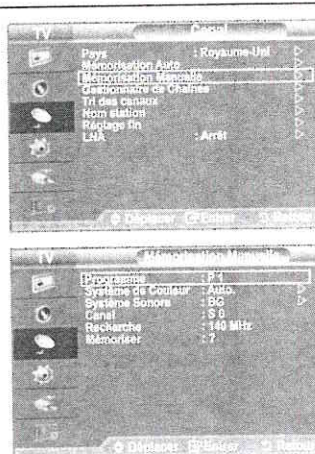 TV Canal
Pays : Royaume-Uni
Mémorisation Auto
Mémorisation Manuelle
Gestionnaire de Chaînes
Tri des canaux
Nom station
Réglage fin
LNA : Arrêt
Déplacer Entrer Retour
TV Mémorisation Manuelle
Programme : P 1
Système de Couleur : Auto.
Système Sonore : BG
Canal : S 0
Recharche : 140 MHz
Mémoriser : ?
Déplacer Entrer Retour